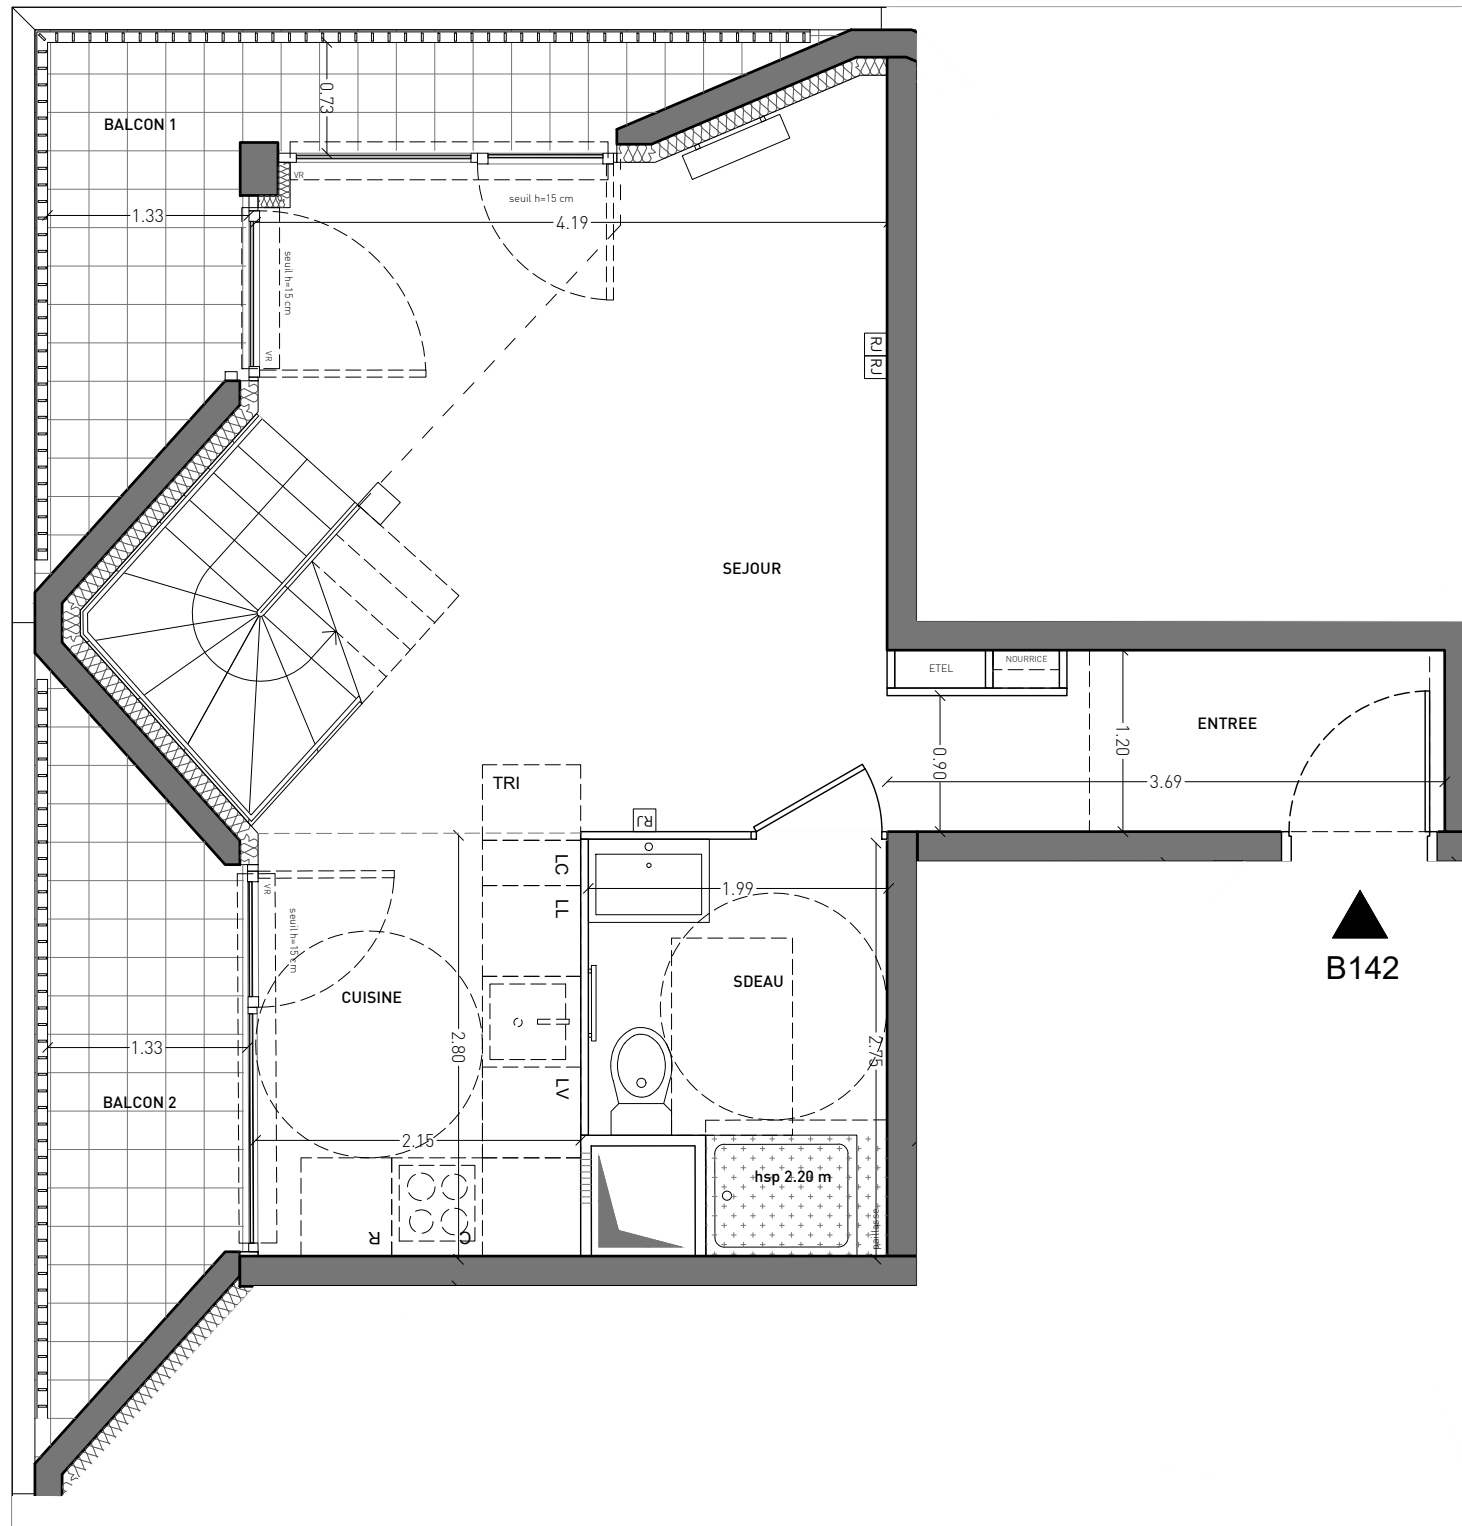 0.73
BALCON 1
VR
seuil h=15 cm
1.33
4.19
seuil h=15 cm
VR
RJ
RJ
SEJOUR
ETEL
NOURRICE
ENTREE
0.90
1.20
3.69
TRI
RJ
LC
LL
VR
seuil h=15 cm
1.99
CUISINE
SDEAU
B142
1.33
2.80
2.75
LV
BALCON 2
2.15
hsp 2.20 m
paillasse
R
C